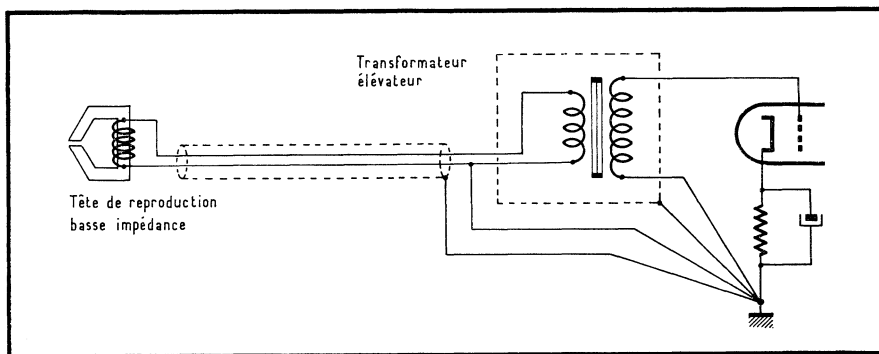 Transformateur
élévateur
Tête de reproduction
basse impédance